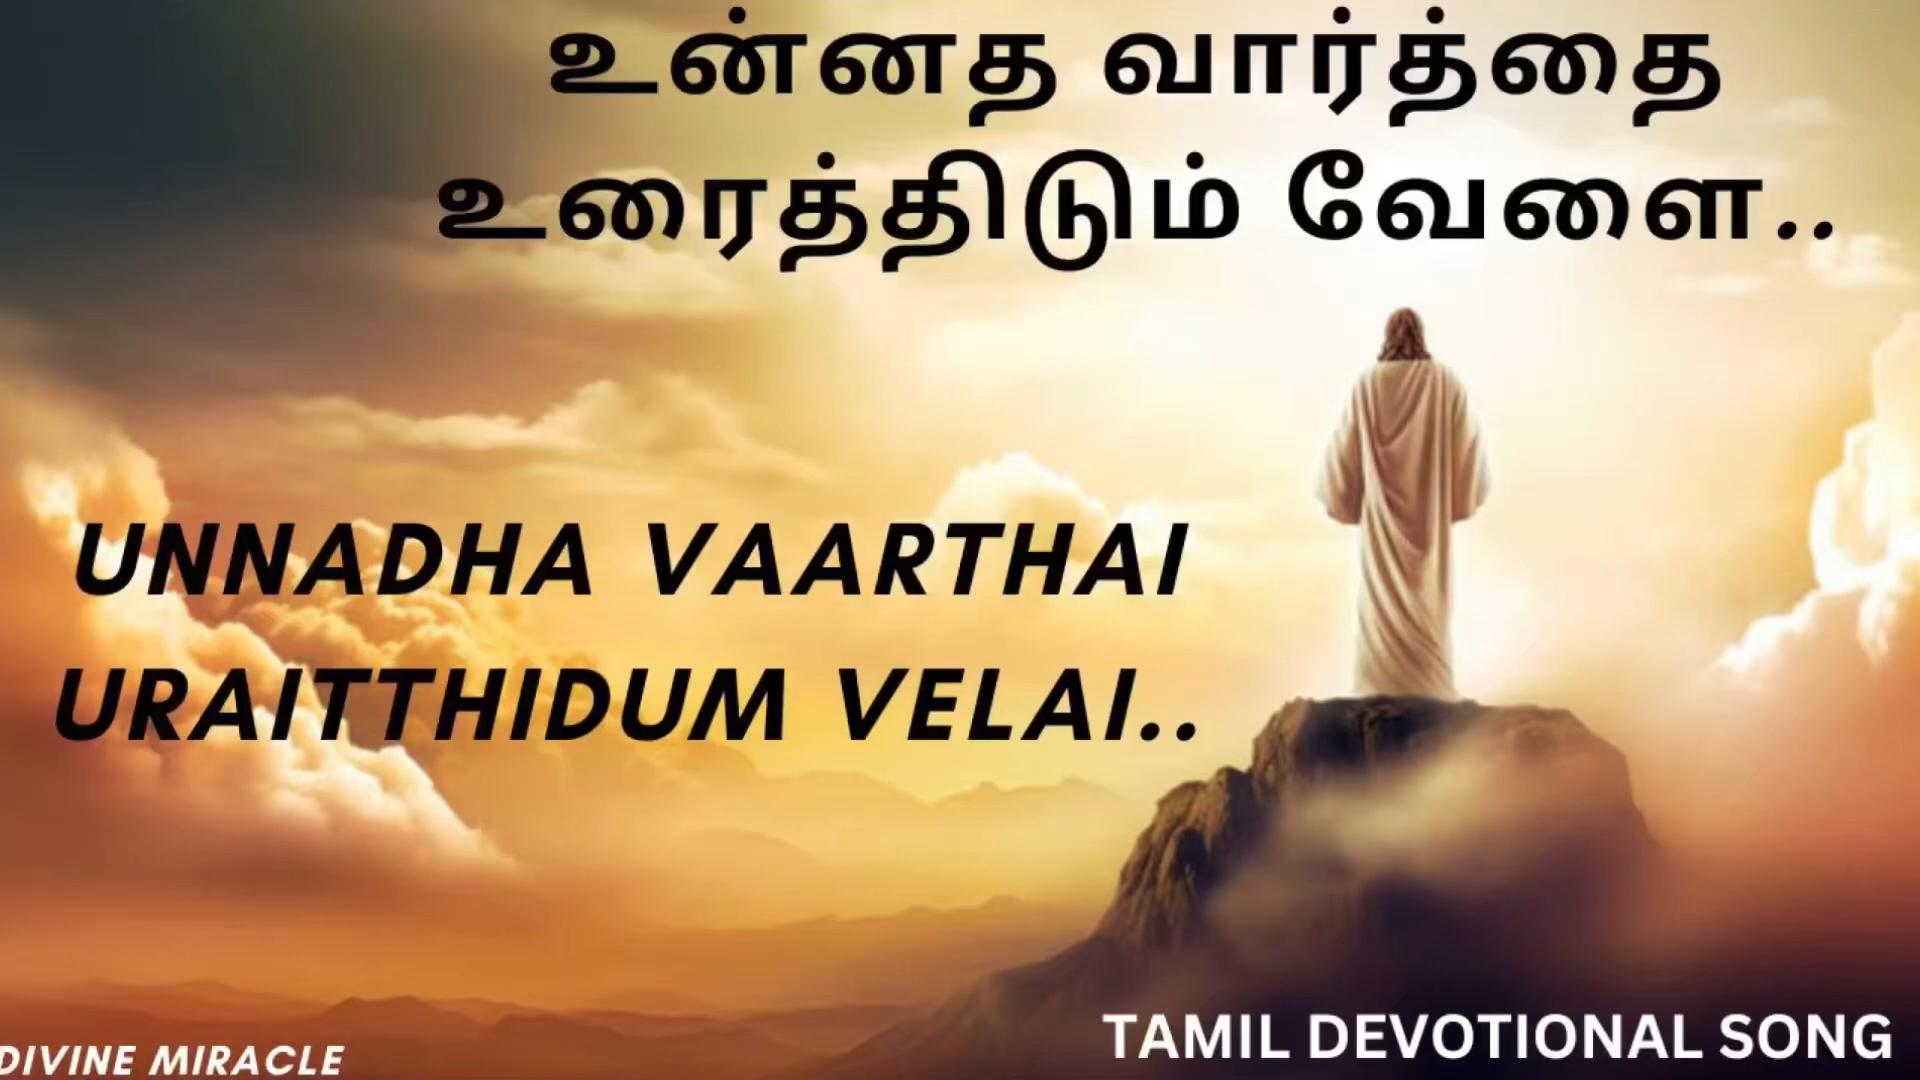 உன்னத வார்த்தை
உரைத்திடும் வேளை..
UNNADHA VAARTHAI
URAITTHIDUM VELAI..
TAMIL DEVOTIONAL SONG
DIVINE MIRACLE